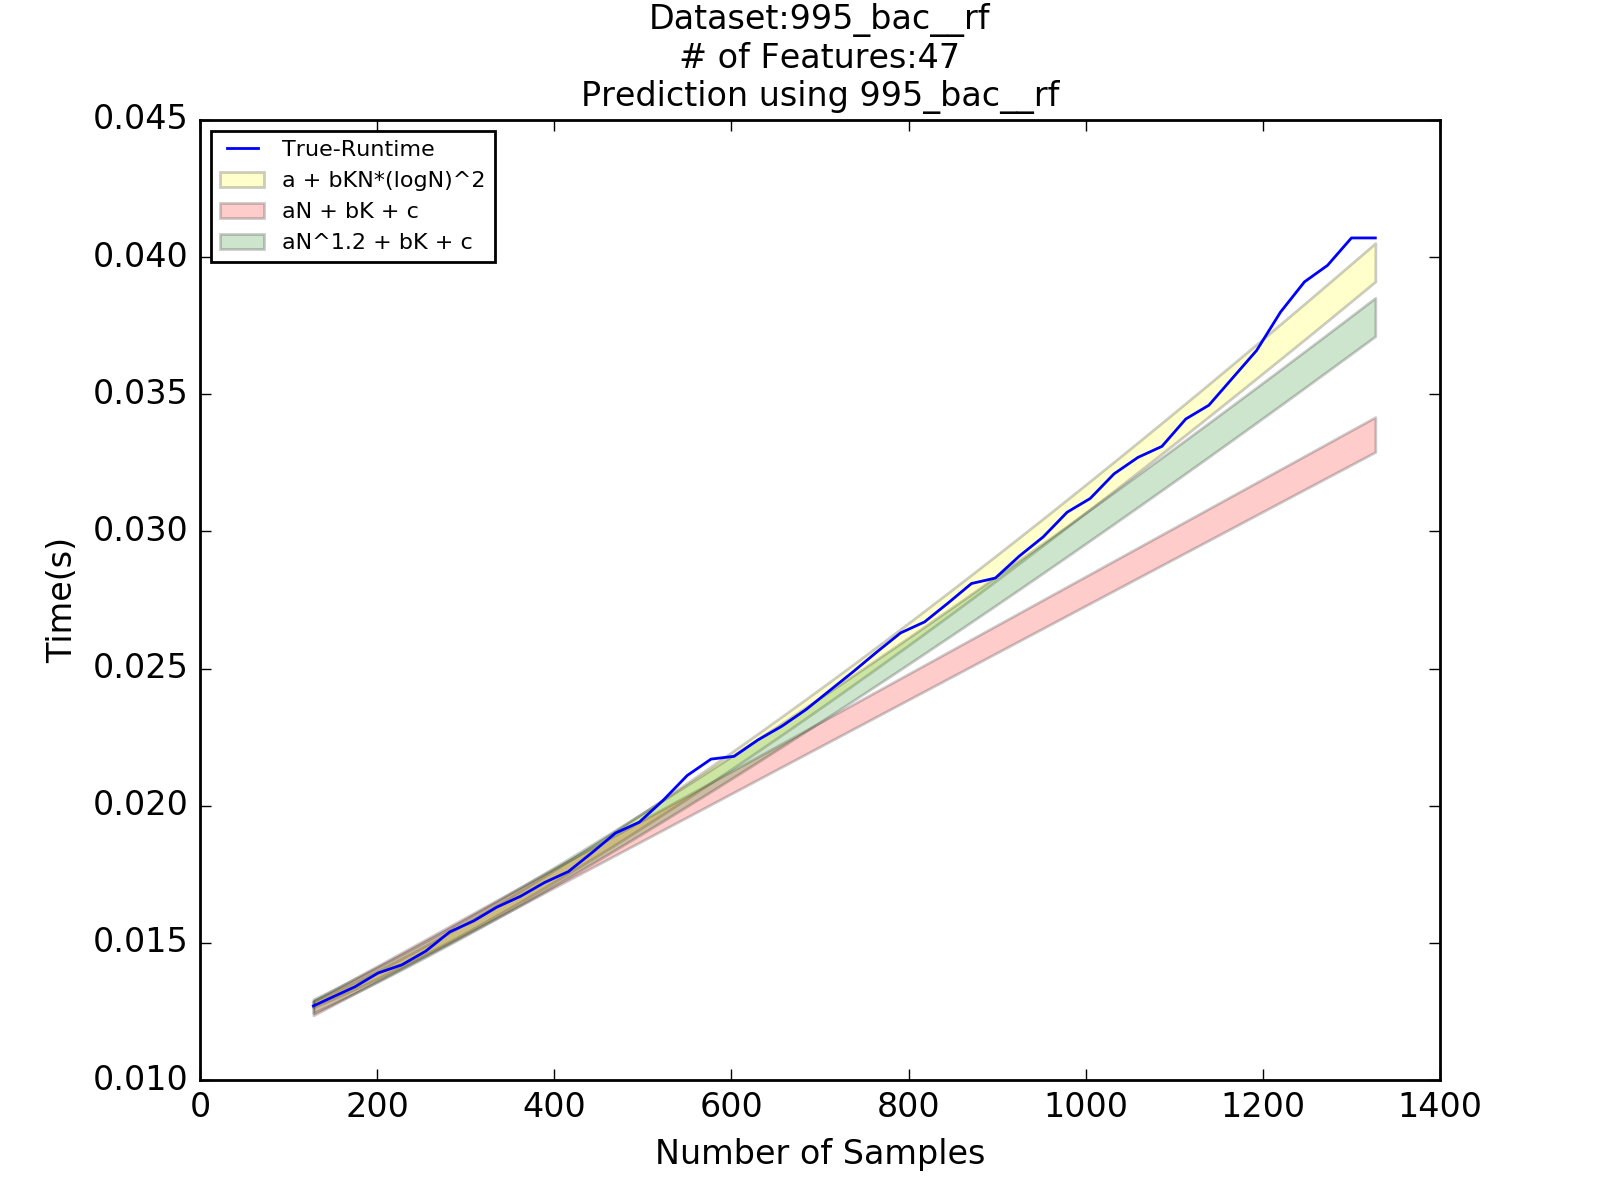 Dataset:995_bac__rf
# of Features:47
Prediction using 995_bac__rf
0.045
0.040
0.035
0.030
0.025
0.020
0.015
0.010
Time(s)
True-Runtime
a + bKN*(logN)^2
aN + bK + c
aN^1.2 + bK + c
0
200
400
600
800
1000
1200
1400
Number of Samples